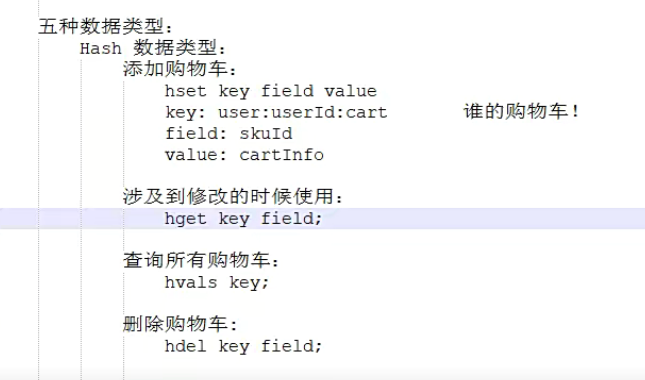 五种数据类型:
Hash 数据类型:
添加购物车:
hset key field value
key: user:userId:cart 谁的购物车!
field: skuId
value: cartInfo
涉及到修改的时候使用:
hget key field;
查询所有购物车:
hvals key;
删除购物车:
hdel key field;